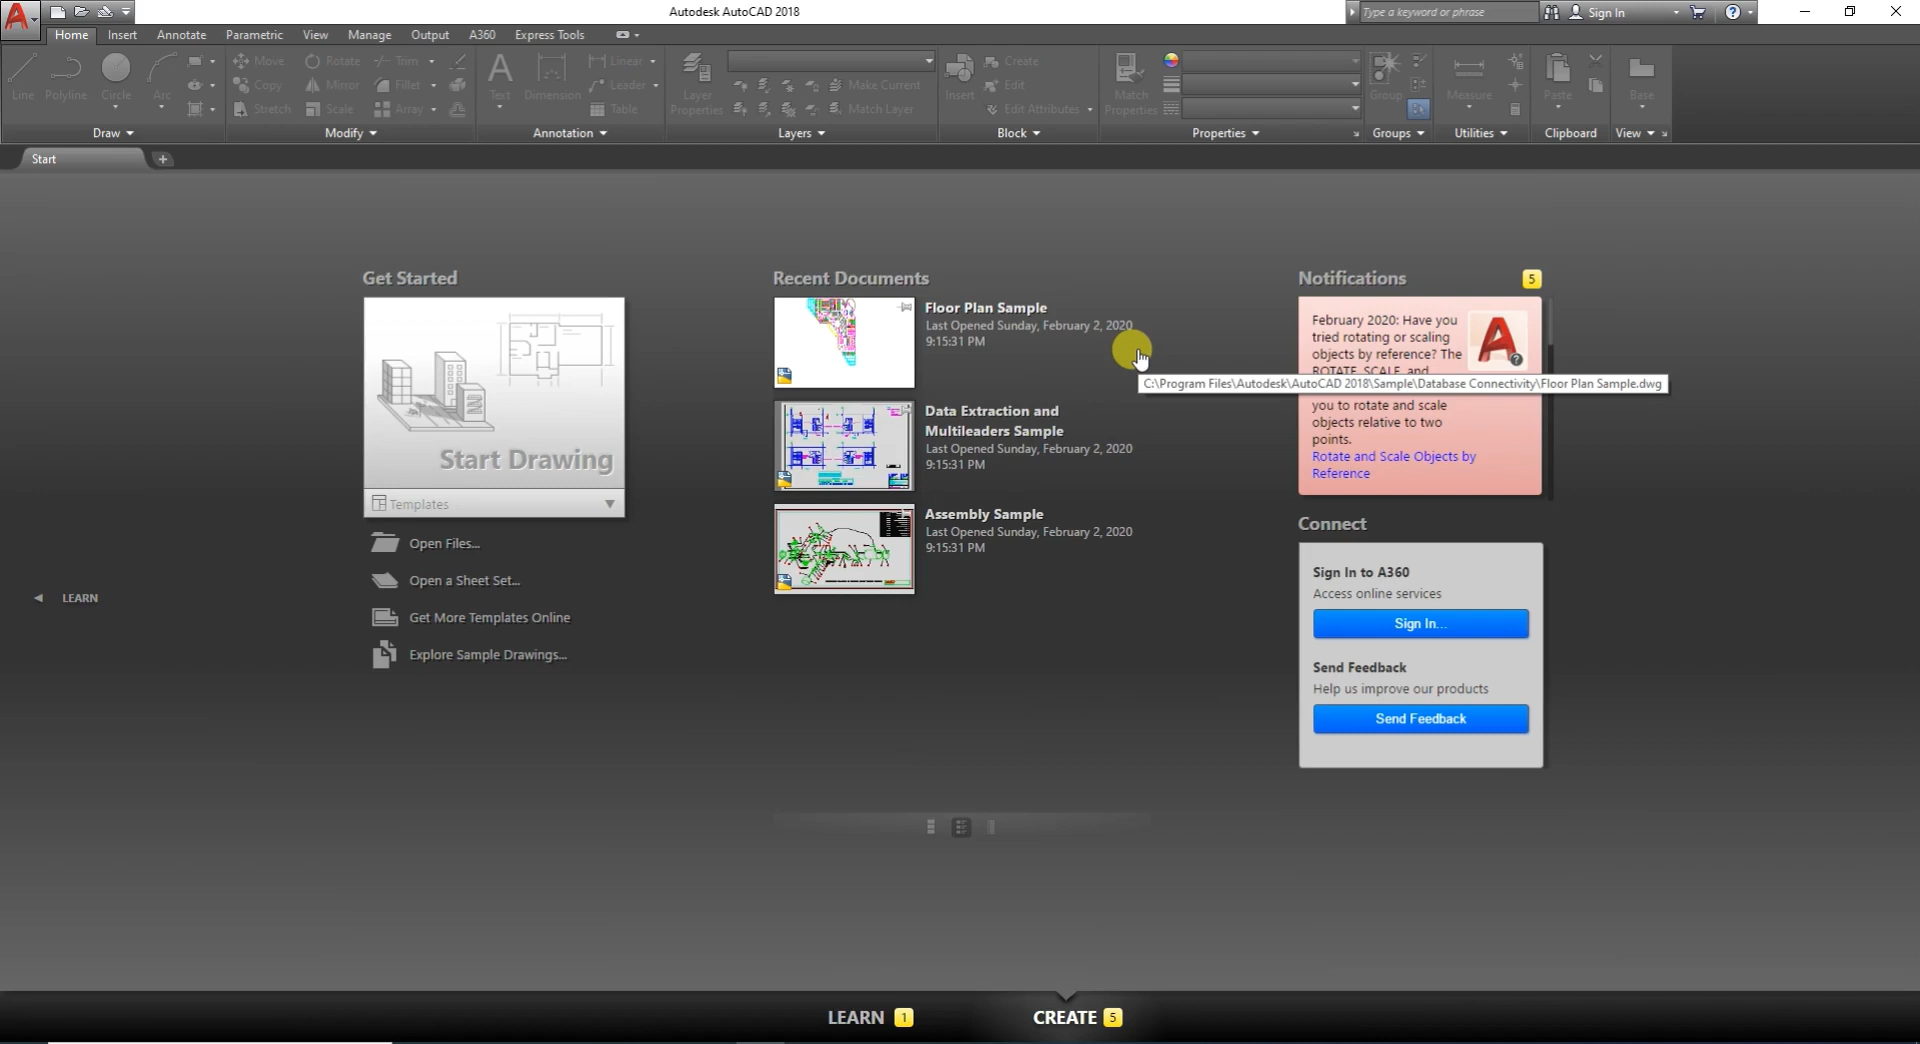 Autodesk AutoCAD 2018
Type a keyword or phrase
Sign In
Home Insert Annotate Parametric View Manage Output A360 Express Tools
Line Polyline Circle Arc
Move Rotate Trim
Copy Mirror Fillet
Stretch Scale Array
Text Dimension
Linear
Leader
Table
Layer Properties
Make Current
Match Layer
Insert
Create
Edit
Edit Attributes
Match Properties
Group
Measure
Paste
Base
Draw Modify Annotation Layers Block Properties Groups Utilities Clipboard View
Start
Get Started
Start Drawing
Templates
Open Files...
Open a Sheet Set...
Get More Templates Online
Explore Sample Drawings...
LEARN
Recent Documents
Floor Plan Sample
Last Opened Sunday, February 2, 2020
9:15:31 PM
Data Extraction and
Multileaders Sample
Last Opened Sunday, February 2, 2020
9:15:31 PM
Assembly Sample
Last Opened Sunday, February 2, 2020
9:15:31 PM
Notifications 5
February 2020: Have you
tried rotating or scaling
objects by reference? The
ROTATE, SCALE, and
C:\Program Files\Autodesk\AutoCAD 2018\Sample\Database Connectivity\Floor Plan Sample.dwg
you to rotate and scale
objects relative to two
points.
Rotate and Scale Objects by
Reference
Connect
Sign In to A360
Access online services
Sign In...
Send Feedback
Help us improve our products
Send Feedback
LEARN 1
CREATE 5